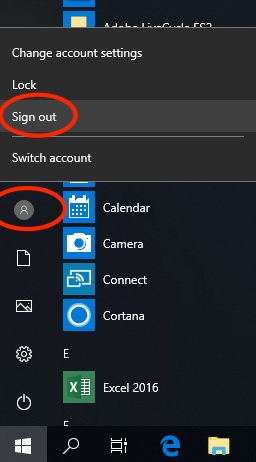 Adobe LiveCycle ES2
Change account settings
Lock
Sign out
Switch account
Calendar
Camera
Connect
Cortana
E
Excel 2016
F